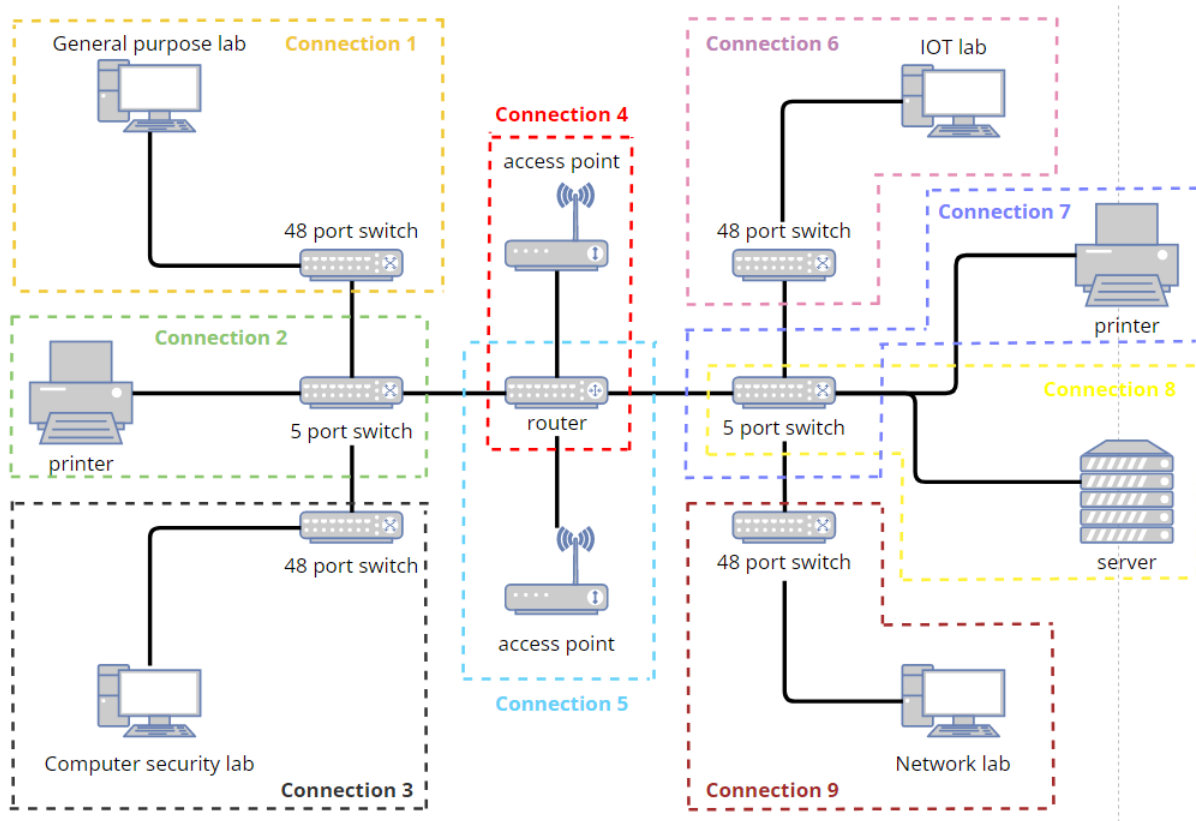 General purpose lab
Connection 1
48 port switch
Connection 2
printer
5 port switch
48 port switch
Computer security lab
Connection 3
Connection 4
access point
router
access point
Connection 5
Connection 6
IOT lab
48 port switch
Connection 7
printer
5 port switch
Connection 8
server
48 port switch
Network lab
Connection 9